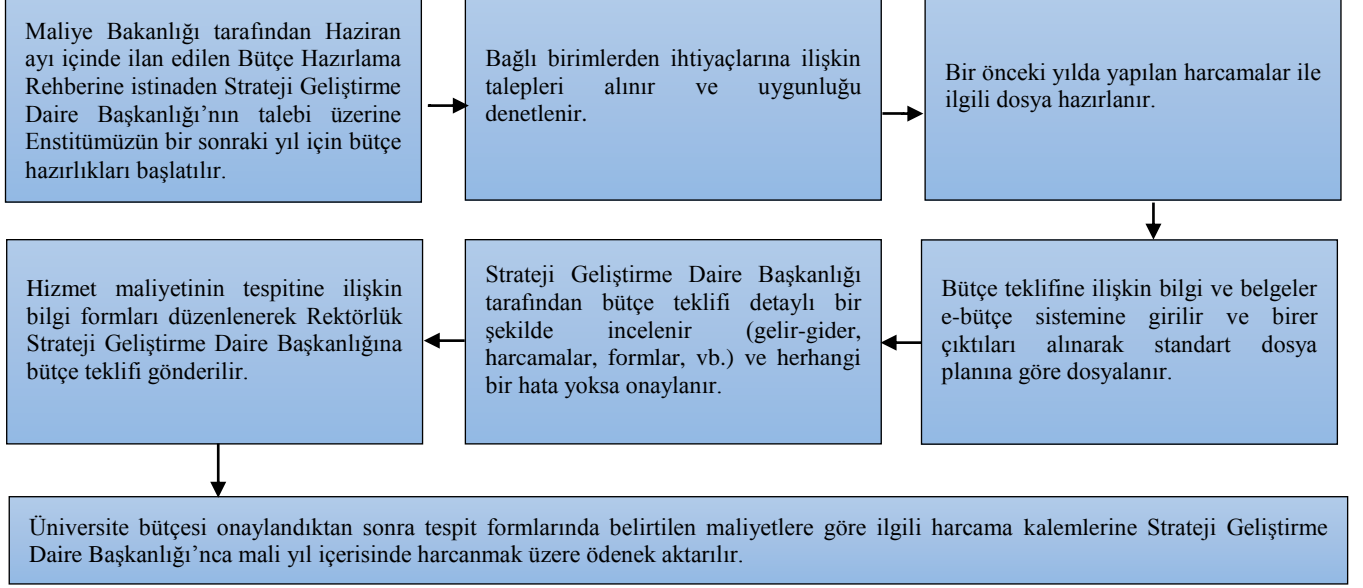 Maliye Bakanlığı tarafından Haziran
ayı içinde ilan edilen Bütçe Hazırlama
Rehberine istinaden Strateji Geliştirme
Daire Başkanlığı’nın talebi üzerine
Enstitümüzün bir sonraki yıl için bütçe
hazırlıkları başlatılır.
Bağlı birimlerden ihtiyaçlarına ilişkin
talepleri alınır ve uygunluğu
denetlenir.
Bir önceki yılda yapılan harcamalar ile
ilgili dosya hazırlanır.
Bütçe teklifine ilişkin bilgi ve belgeler
e-bütçe sistemine girilir ve birer
çıktıları alınarak standart dosya
planına göre dosyalanır.
Strateji Geliştirme Daire Başkanlığı
tarafından bütçe teklifi detaylı bir
şekilde incelenir (gelir-gider,
harcamalar, formlar, vb.) ve herhangi
bir hata yoksa onaylanır.
Hizmet maliyetinin tespitine ilişkin
bilgi formları düzenlenerek Rektörlük
Strateji Geliştirme Daire Başkanlığına
bütçe teklifi gönderilir.
Üniversite bütçesi onaylandıktan sonra tespit formlarında belirtilen maliyetlere göre ilgili harcama kalemlerine Strateji Geliştirme
Daire Başkanlığı’nca mali yıl içerisinde harcanmak üzere ödenek aktarılır.